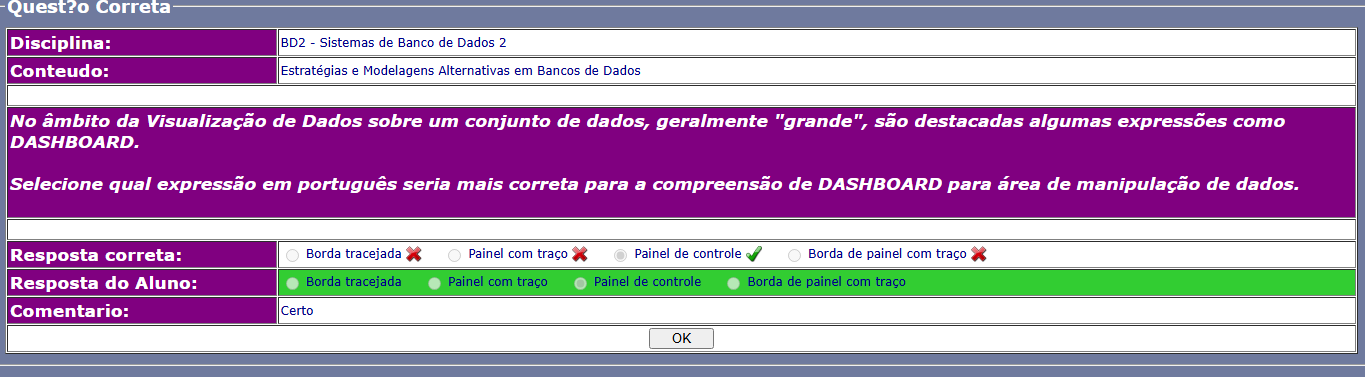 Quest?o Correta
Disciplina: BD2 - Sistemas de Banco de Dados 2
Conteudo: Estratégias e Modelagens Alternativas em Bancos de Dados
No âmbito da Visualização de Dados sobre um conjunto de dados, geralmente "grande", são destacadas algumas expressões como
DASHBOARD.
Selecione qual expressão em português seria mais correta para a compreensão de DASHBOARD para área de manipulação de dados.
Resposta correta: Borda tracejada Painel com traço Painel de controle Borda de painel com traço
Resposta do Aluno: Borda tracejada Painel com traço Painel de controle Borda de painel com traço
Comentario: Certo
OK